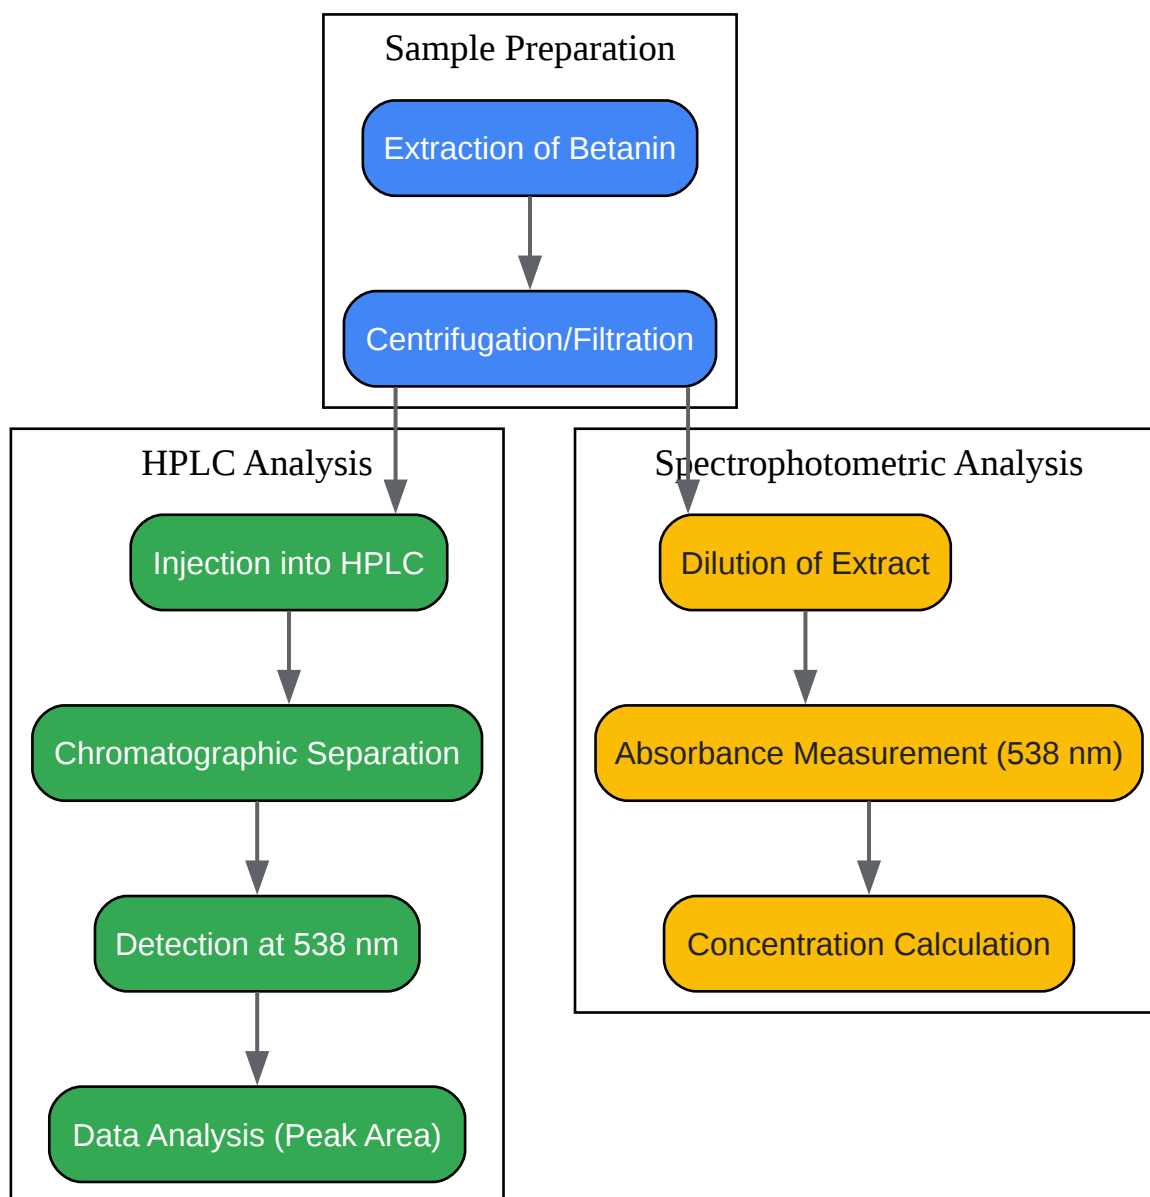 Sample Preparation
Extraction of Betanin
Centrifugation/Filtration
HPLC Analysis
Injection into HPLC
Chromatographic Separation
Detection at 538 nm
Data Analysis (Peak Area)
Spectrophotometric Analysis
Dilution of Extract
Absorbance Measurement (538 nm)
Concentration Calculation